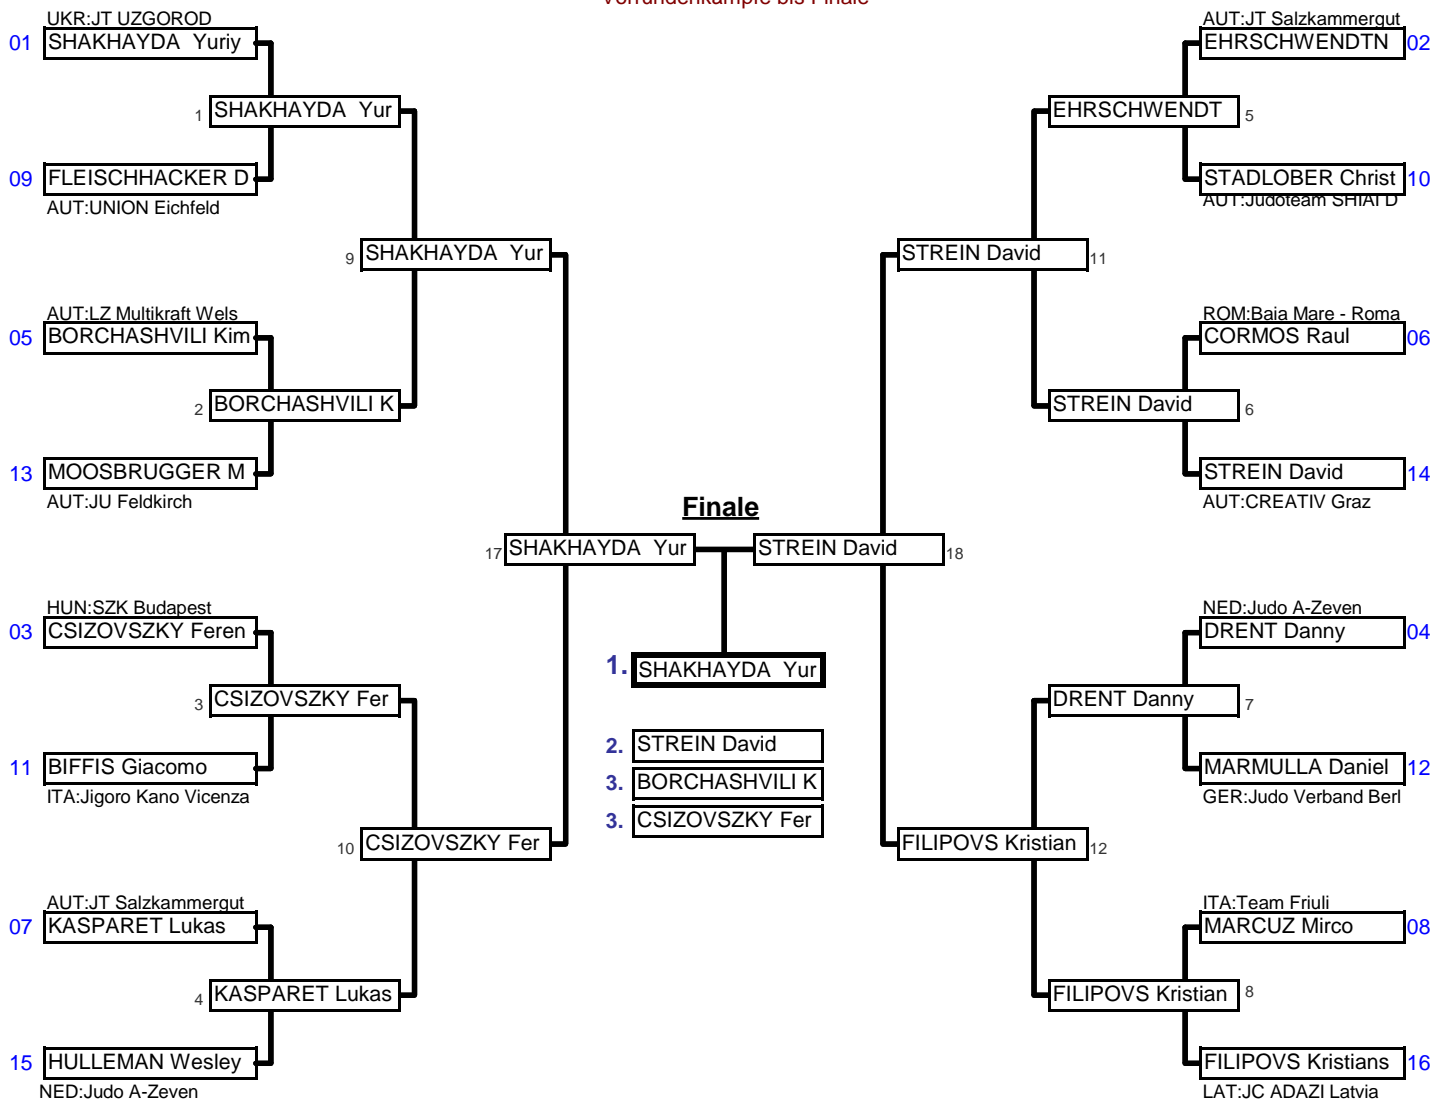 Vorrundenkämpfe bis Finale
UKR:JT UZGOROD
01 SHAKHAYDA Yuriy
1 SHAKHAYDA Yur
09 FLEISCHHACKER D
AUT:UNION Eichfeld
9 SHAKHAYDA Yur
AUT:LZ Multikraft Wels
05 BORCHASHVILI Kim
2 BORCHASHVILI K
13 MOOSBRUGGER M
AUT:JU Feldkirch
17 SHAKHAYDA Yur
HUN:SZK Budapest
03 CSIZOVSZKY Feren
3 CSIZOVSZKY Fer
11 BIFFIS Giacomo
ITA:Jigoro Kano Vicenza
10 CSIZOVSZKY Fer
AUT:JT Salzkammergut
07 KASPARET Lukas
4 KASPARET Lukas
15 HULLEMAN Wesley
NED:Judo A-Zeven
Finale
1. SHAKHAYDA Yur
2. STREIN David
3. BORCHASHVILI K
3. CSIZOVSZKY Fer
AUT:JT Salzkammergut
EHRSCHWENDTN 02
EHRSCHWENDT 5
STADLOBER Christ 10
AUT:Judoteam SHIAI D
STREIN David 11
ROM:Baia Mare - Roma
CORMOS Raul 06
STREIN David 6
STREIN David 14
AUT:CREATIV Graz
STREIN David 18
NED:Judo A-Zeven
DRENT Danny 04
DRENT Danny 7
MARMULLA Daniel 12
GER:Judo Verband Berl
FILIPOVS Kristian 12
ITA:Team Friuli
MARCUZ Mirco 08
FILIPOVS Kristian 8
FILIPOVS Kristians 16
LAT:JC ADAZI Latvia